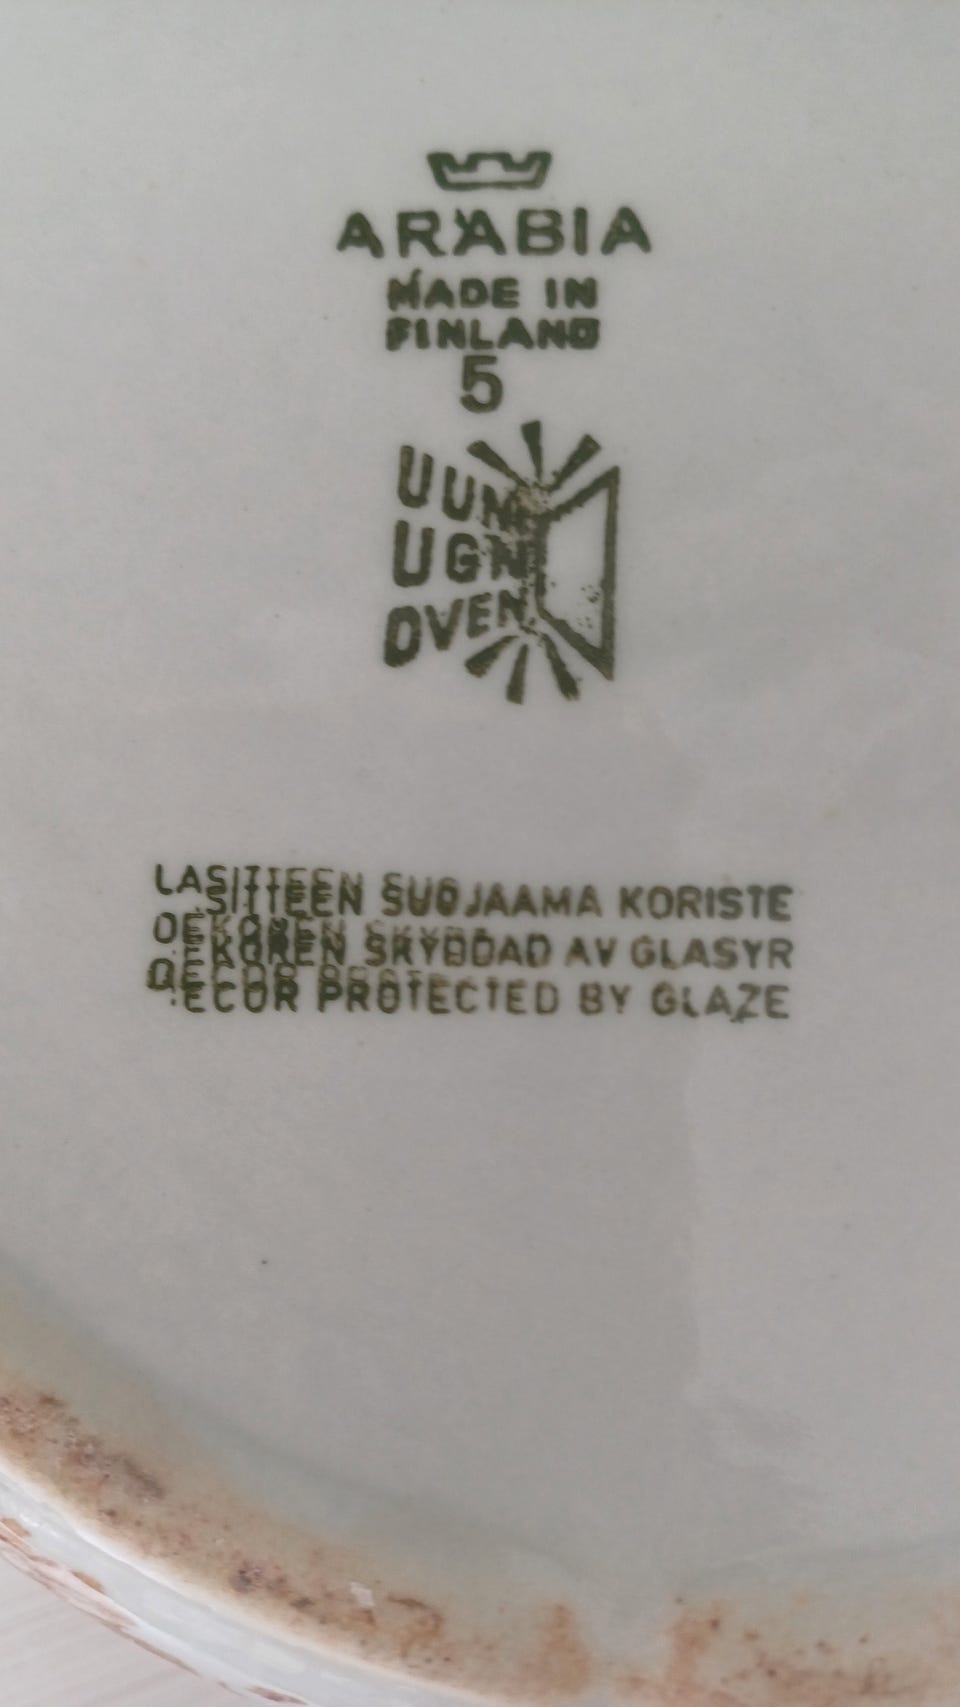 ARABIA
MADE IN
FINLAND
5
UUNI
UGN
OVEN
LASITTEEN SUOJAAMA KORISTE
DEKOREN SKYDDAD AV GLASYR
DECOR PROTECTED BY GLAZE